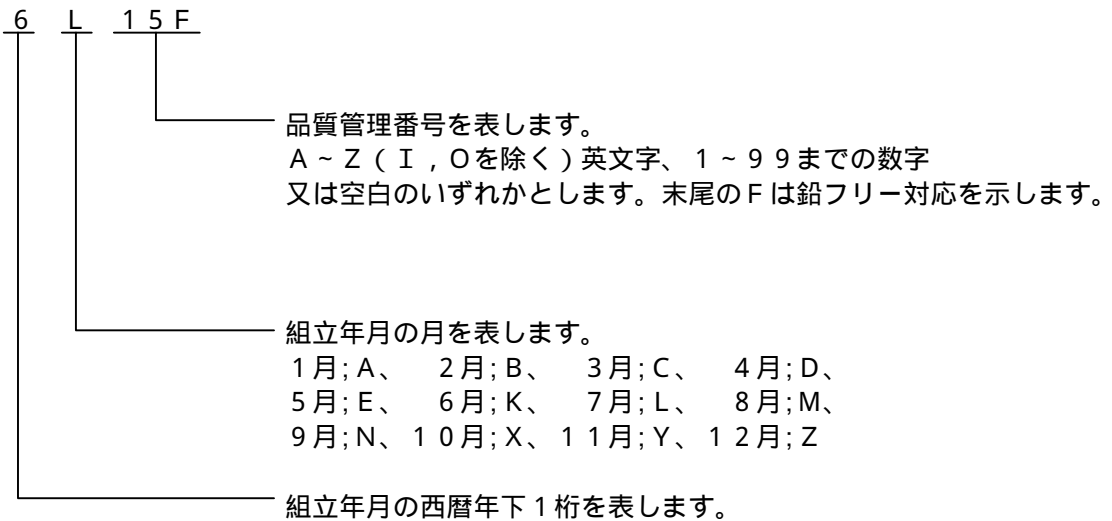 6 L 15F
品質管理番号を表します。
A~Z(I,Oを除く)英文字、1~99までの数字
又は空白のいずれかとします。末尾のFは鉛フリー対応を示します。
組立年月の月を表します。
1月;A、 2月;B、 3月;C、 4月;D、
5月;E、 6月;K、 7月;L、 8月;M、
9月;N、10月;X、11月;Y、12月;Z
組立年月の西暦年下1桁を表します。